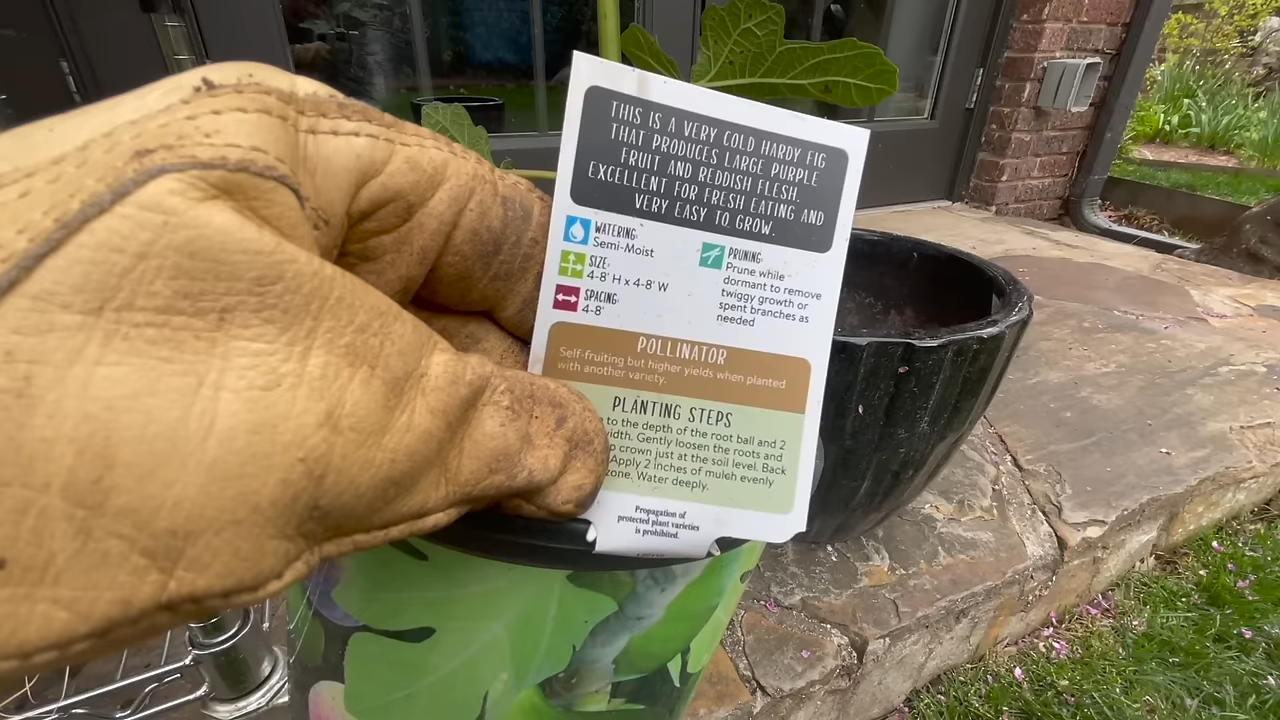 THIS IS A VERY COLD HARDY FIG
THAT PRODUCES LARGE PURPLE
FRUIT AND REDDISH FLESH.
EXCELLENT FOR FRESH EATING AND
VERY EASY TO GROW.
WATERING:
Semi-Moist
SIZE:
4-8' H x 4-8' W
SPACING:
4-8'
PRUNING:
Prune while
dormant to remove
twiggy growth or
spent branches as
needed
POLLINATOR
Self-fruiting but higher yields when planted
with another variety.
PLANTING STEPS
to the depth of the root ball and 2
Gently loosen the roots and
crown just at the soil level. Back
Apply 2 inches of mulch evenly
Water deeply.
Propagation of
protected plant varieties
is prohibited.